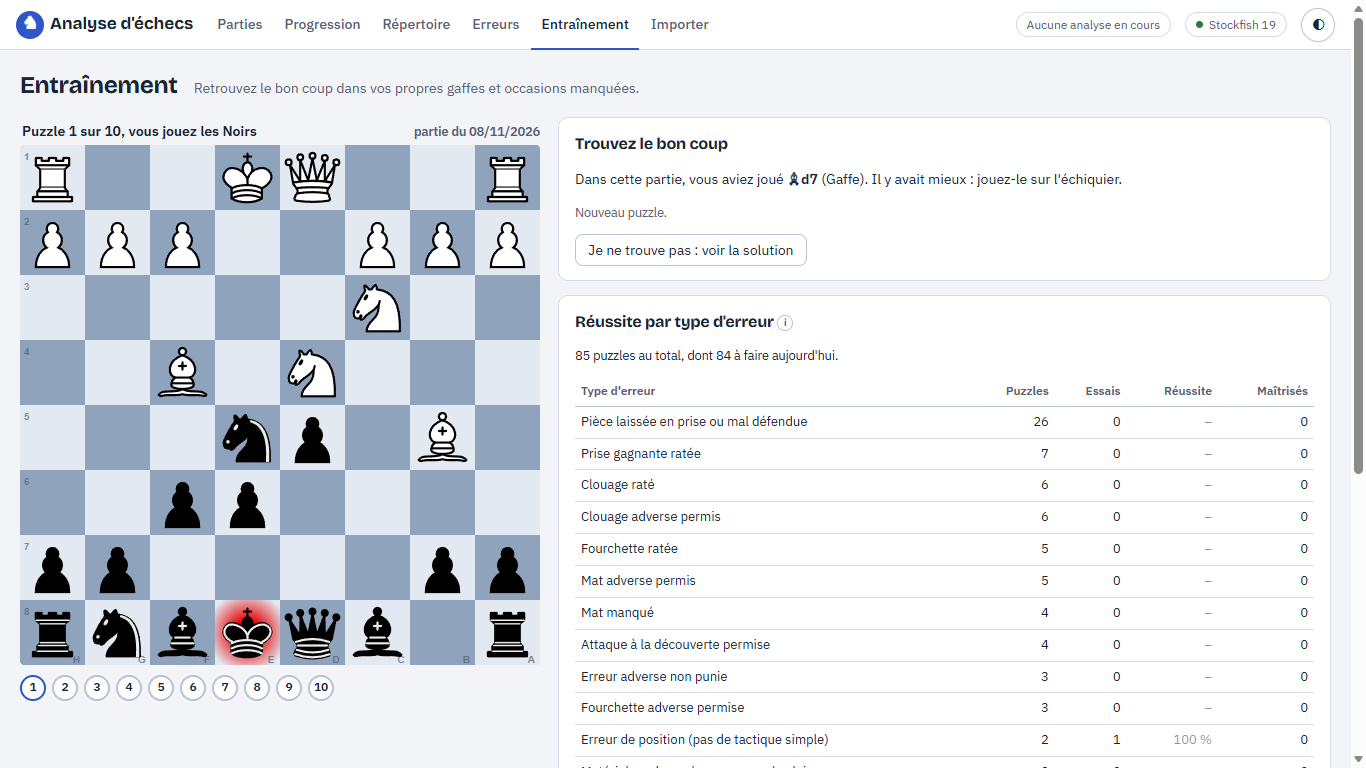 Analyse d'échecs Parties Progression Répertoire Erreurs Entraînement Importer Aucune analyse en cours Stockfish 19
Entraînement Retrouvez le bon coup dans vos propres gaffes et occasions manquées.
Puzzle 1 sur 10, vous jouez les Noirs partie du 08/11/2026
1
2
3
4
5
6
7
8
H G F E D C B A
1 2 3 4 5 6 7 8 9 10
Trouvez le bon coup
Dans cette partie, vous aviez joué ♝d7 (Gaffe). Il y avait mieux : jouez-le sur l'échiquier.
Nouveau puzzle.
Je ne trouve pas : voir la solution
Réussite par type d'erreur i
85 puzzles au total, dont 84 à faire aujourd'hui.
Type d'erreur Puzzles Essais Réussite Maîtrisés
Pièce laissée en prise ou mal défendue 26 0 – 0
Prise gagnante ratée 7 0 – 0
Clouage raté 6 0 – 0
Clouage adverse permis 6 0 – 0
Fourchette ratée 5 0 – 0
Mat adverse permis 5 0 – 0
Mat manqué 4 0 – 0
Attaque à la découverte permise 4 0 – 0
Erreur adverse non punie 3 0 – 0
Fourchette adverse permise 3 0 – 0
Erreur de position (pas de tactique simple) 2 1 100 % 0